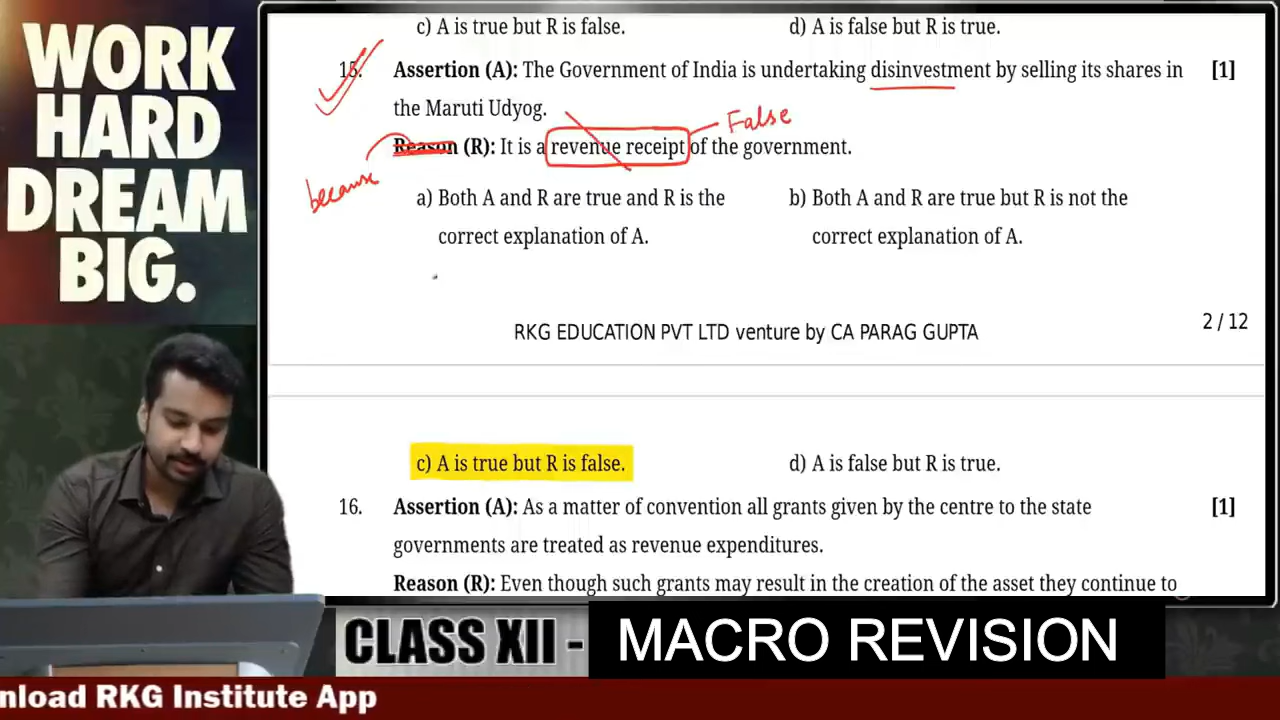 WORK
HARD
DREAM
BIG.
c) A is true but R is false.
d) A is false but R is true.
15. Assertion (A): The Government of India is undertaking disinvestment by selling its shares in [1]
the Maruti Udyog.
False
Reason (R): It is a revenue receipt of the government.
because
a) Both A and R are true and R is the
correct explanation of A.
b) Both A and R are true but R is not the
correct explanation of A.
2 / 12
RKG EDUCATION PVT LTD venture by CA PARAG GUPTA
c) A is true but R is false.
d) A is false but R is true.
16. Assertion (A): As a matter of convention all grants given by the centre to the state [1]
governments are treated as revenue expenditures.
Reason (R): Even though such grants may result in the creation of the asset they continue to
CLASS XII - MACRO REVISION
nload RKG Institute App